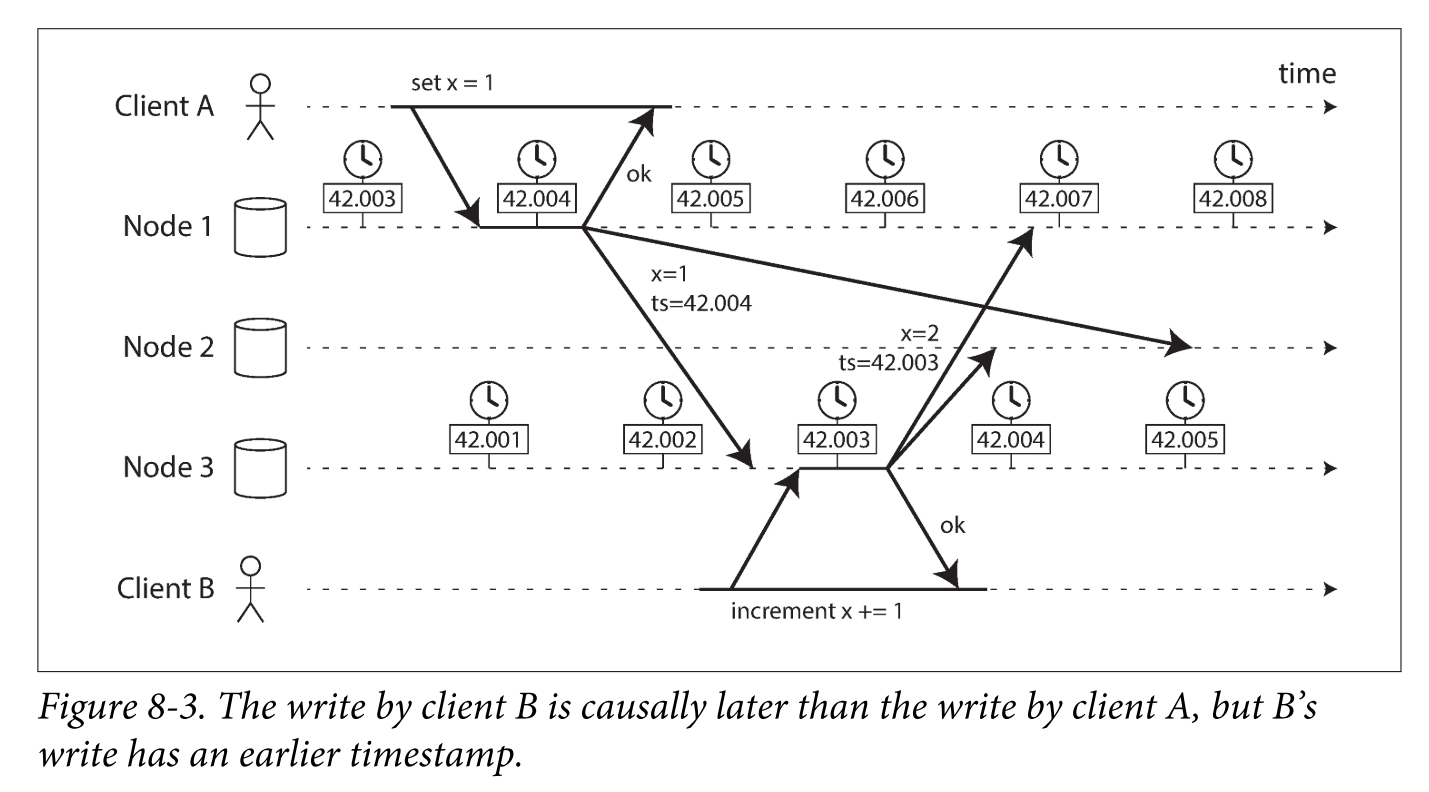 set x = 1
time
Client A
ok
42.003
42.004
42.005
42.006
42.007
42.008
Node 1
x=1
ts=42.004
x=2
ts=42.003
Node 2
42.001
42.002
42.003
42.004
42.005
Node 3
ok
Client B
increment x += 1
Figure 8-3. The write by client B is causally later than the write by client A, but B’s
write has an earlier timestamp.